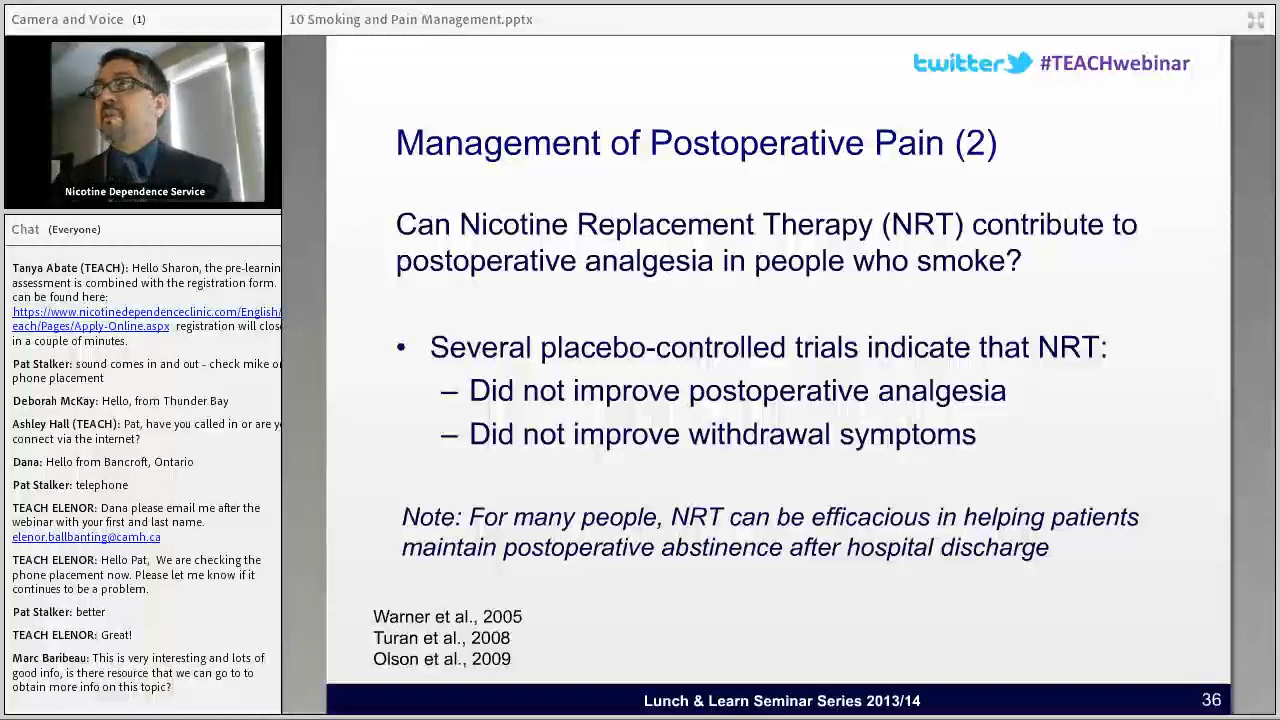 Camera and Voice (1)
10 Smoking and Pain Management.pptx
Nicotine Dependence Service
Chat (Everyone)
Tanya Abate (TEACH): Hello Sharon, the pre-learnin
assessment is combined with the registration form.
can be found here:
https://www.nicotinedependenceclinic.com/English/
each/Pages/Apply-Online.aspx registration will clos
in a couple of minutes.
Pat Stalker: sound comes in and out - check mike o
phone placement
Deborah McKay: Hello, from Thunder Bay
Ashley Hall (TEACH): Pat, have you called in or are y
connect via the internet?
Dana: Hello from Bancroft, Ontario
Pat Stalker: telephone
TEACH ELENOR: Dana please email me after the
webinar with your first and last name.
elenor.ballbanting@camh.ca
TEACH ELENOR: Hello Pat, We are checking the
phone placement now. Please let me know if it
continues to be a problem.
Pat Stalker: better
TEACH ELENOR: Great!
Marc Baribeau: This is very interesting and lots of
good info, is there resource that we can go to to
obtain more info on this topic?
twitter #TEACHwebinar
Management of Postoperative Pain (2)
Can Nicotine Replacement Therapy (NRT) contribute to
postoperative analgesia in people who smoke?
• Several placebo-controlled trials indicate that NRT:
– Did not improve postoperative analgesia
– Did not improve withdrawal symptoms
Note: For many people, NRT can be efficacious in helping patients
maintain postoperative abstinence after hospital discharge
Warner et al., 2005
Turan et al., 2008
Olson et al., 2009
Lunch & Learn Seminar Series 2013/14
36